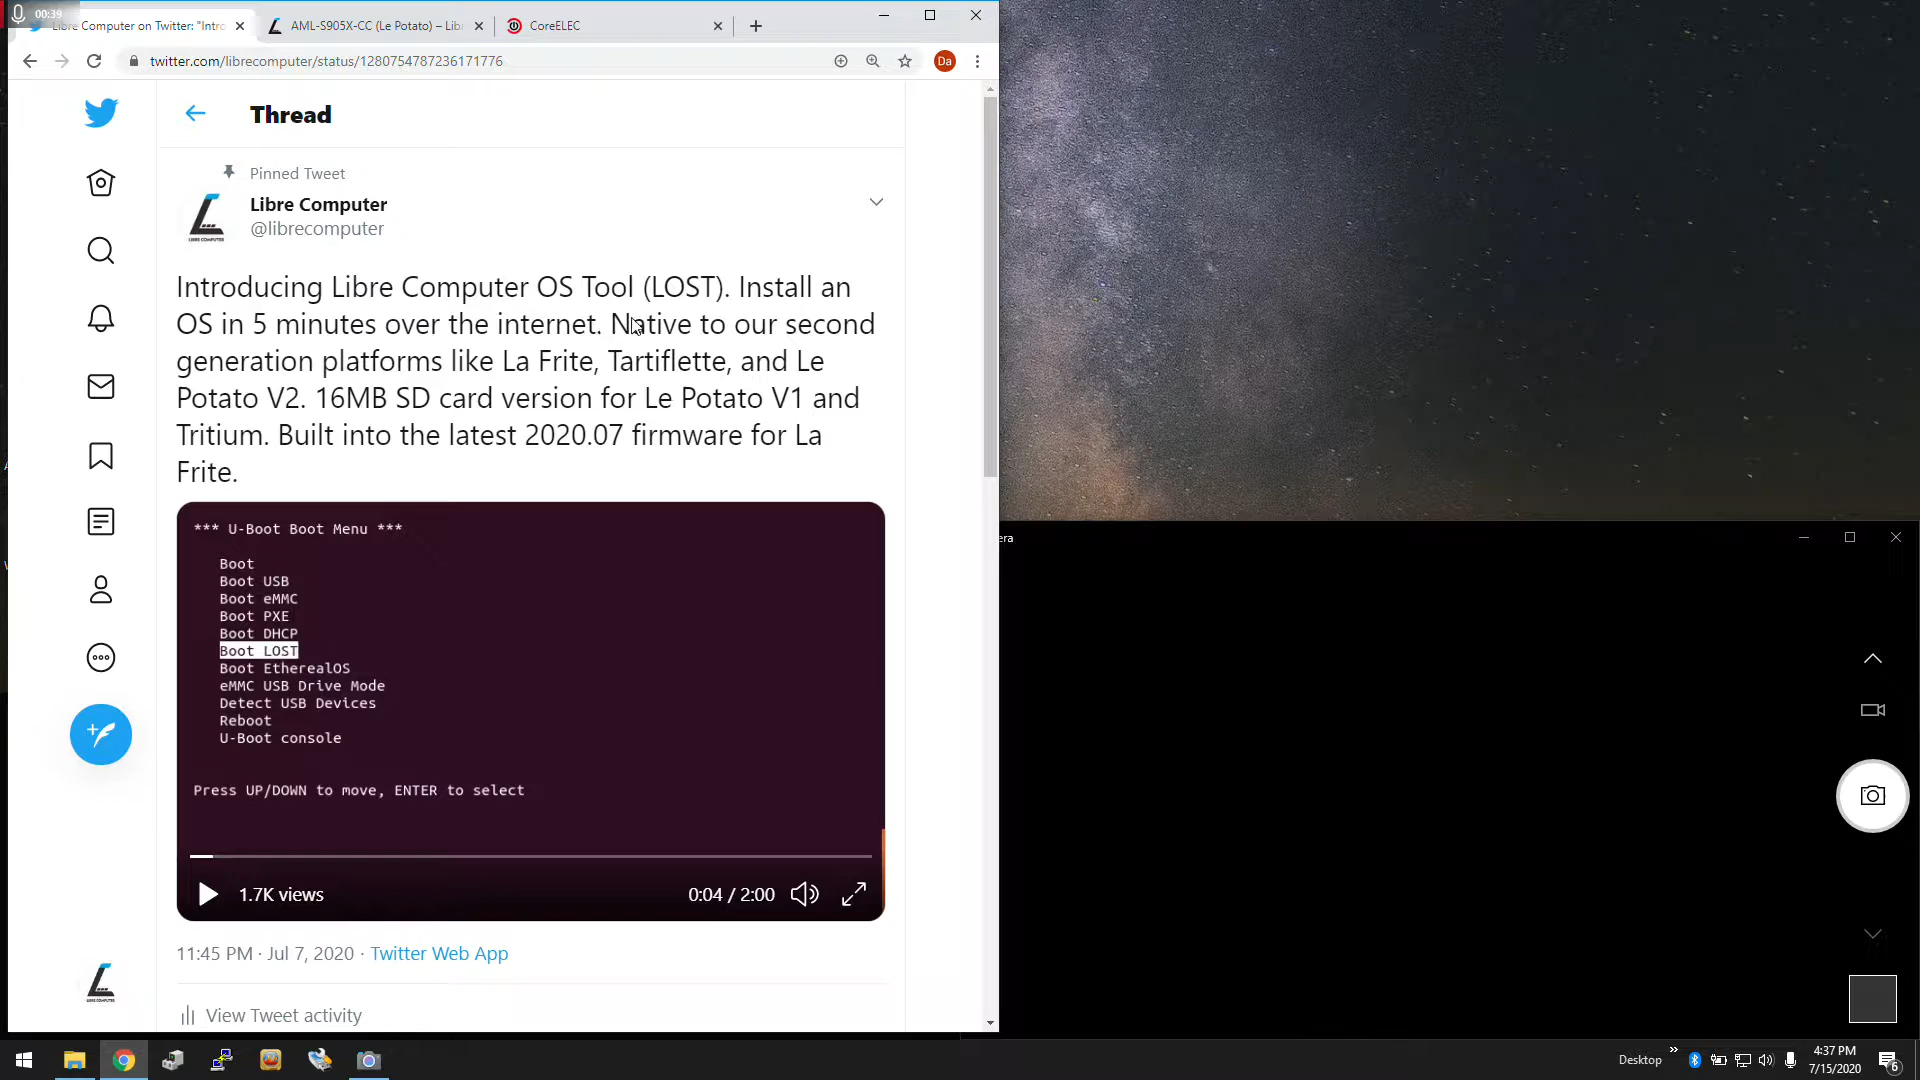 00:39
Libre Computer on Twitter: "Intro
AML-S905X-CC (Le Potato) – Lib
CoreELEC
twitter.com/librecomputer/status/1280754787236171776
Da
Thread
Pinned Tweet
Libre Computer
@librecomputer
Introducing Libre Computer OS Tool (LOST). Install an
OS in 5 minutes over the internet. Native to our second
generation platforms like La Frite, Tartiflette, and Le
Potato V2. 16MB SD card version for Le Potato V1 and
Tritium. Built into the latest 2020.07 firmware for La
Frite.
*** U-Boot Boot Menu ***
Boot
Boot USB
Boot eMMC
Boot PXE
Boot DHCP
Boot LOST
Boot EtherealOS
eMMC USB Drive Mode
Detect USB Devices
Reboot
U-Boot console
Press UP/DOWN to move, ENTER to select
1.7K views
0:04 / 2:00
11:45 PM · Jul 7, 2020 · Twitter Web App
View Tweet activity
LIBRE COMPUTER
era
Desktop
4:37 PM
7/15/2020
6